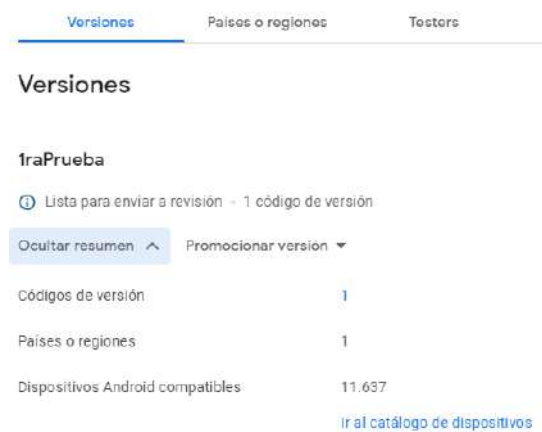 Versiones Países o regiones Testers
Versiones
1raPrueba
Lista para enviar a revisión • 1 código de versión
Ocultar resumen Promocionar versión
Códigos de versión 1
Países o regiones 1
Dispositivos Android compatibles 11.637
Ir al catálogo de dispositivos